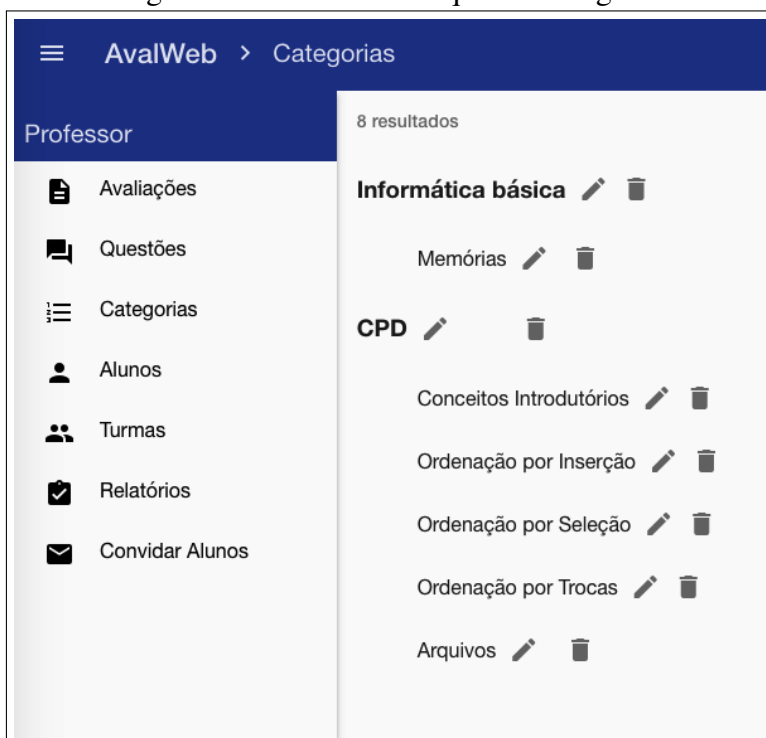 AvalWeb > Categorias
Professor
Avaliações
Questões
Categorias
Alunos
Turmas
Relatórios
Convidar Alunos
8 resultados
Informática básica
Memórias
CPD
Conceitos Introdutórios
Ordenação por Inserção
Ordenação por Seleção
Ordenação por Trocas
Arquivos